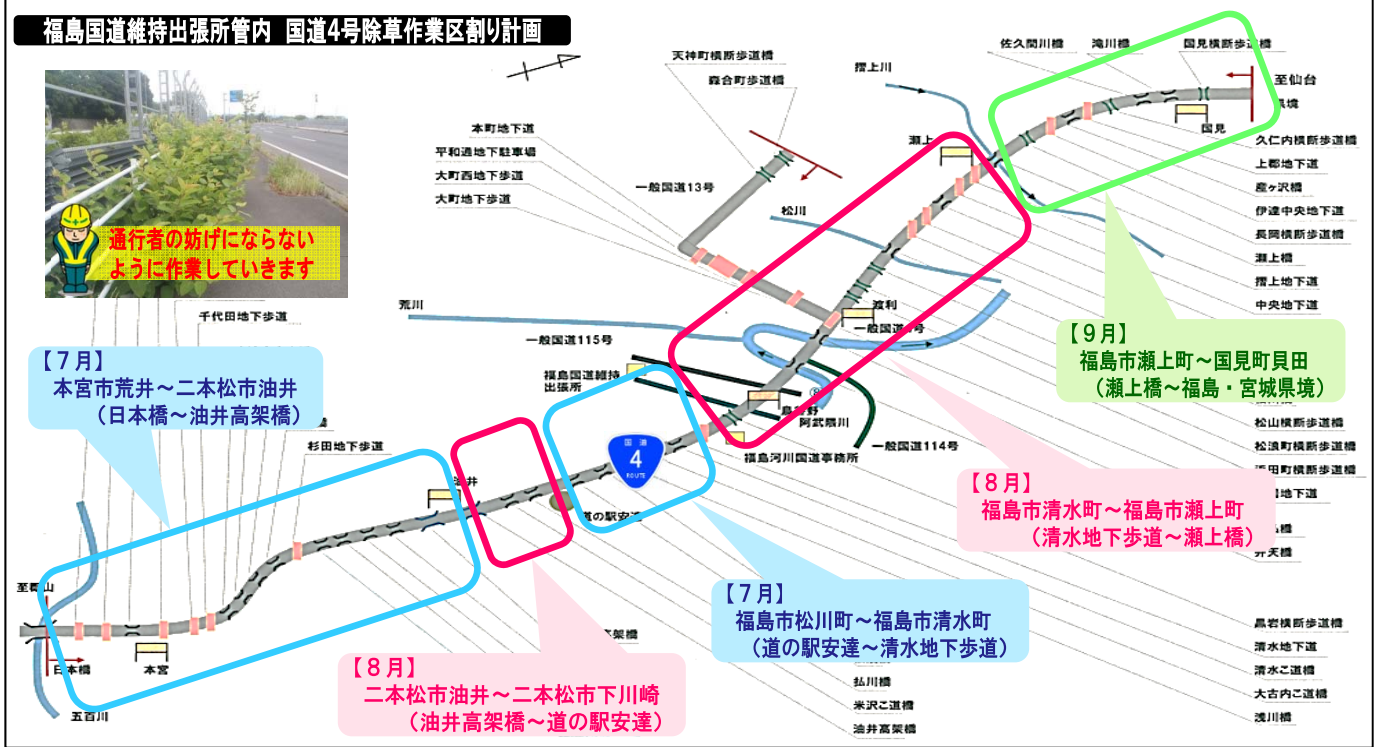 福島国道維持出張所管内 国道4号除草作業区割り計画
通行者の妨げにならない
ように作業していきます
天神町横断歩道橋
森合町歩道橋
本町地下道
平和通地下駐車場
大町西地下歩道
大町地下歩道
一般国道13号
摺上川
佐久間川橋
滝川橋
国見横断歩道橋
至仙台
県境
国見
瀬上
松川
久仁内横断歩道橋
上郡地下道
産ヶ沢橋
伊達中央地下道
長岡横断歩道橋
瀬上橋
摺上地下道
中央地下道
荒川
渡利
一般国道115号
福島国道維持
出張所
鳥谷野
阿武隈川
一般国道114号
福島河川国道事務所
【9月】
福島市瀬上町～国見町貝田
（瀬上橋～福島・宮城県境）
松山横断歩道橋
松浪町横断歩道橋
千代田地下歩道
【7月】
本宮市荒井～二本松市油井
（日本橋～油井高架橋）
杉田地下歩道
油井
国道
4
ROUTE
道の駅安達
【8月】
福島市清水町～福島市瀬上町
（清水地下歩道～瀬上橋）
弁天橋
【7月】
福島市松川町～福島市清水町
（道の駅安達～清水地下歩道）
至郡山
日本橋
本宮
五百川
【8月】
二本松市油井～二本松市下川崎
（油井高架橋～道の駅安達）
高架橋
払川橋
米沢こ道橋
油井高架橋
黒岩横断歩道橋
清水地下道
清水こ道橋
大古内こ道橋
浅川橋